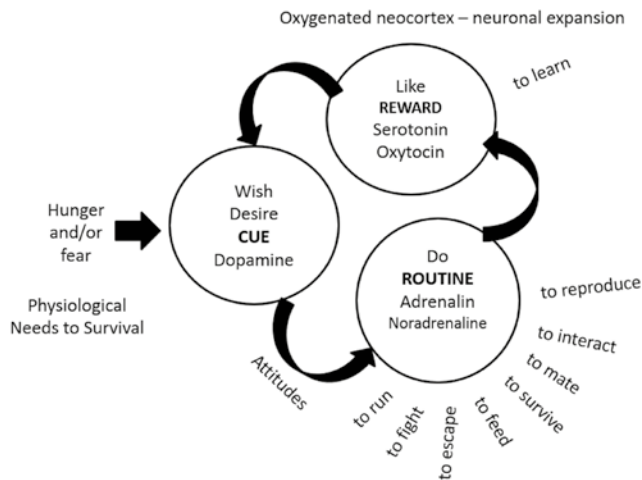 Oxygenated neocortex – neuronal expansion
Like
REWARD
Serotonin
Oxytocin
to learn
Wish
Desire
CUE
Dopamine
Hunger
and/or
fear
Physiological
Needs to Survival
Do
ROUTINE
Adrenalin
Noradrenaline
Attitudes
to run
to fight
to escape
to feed
to survive
to mate
to interact
to reproduce